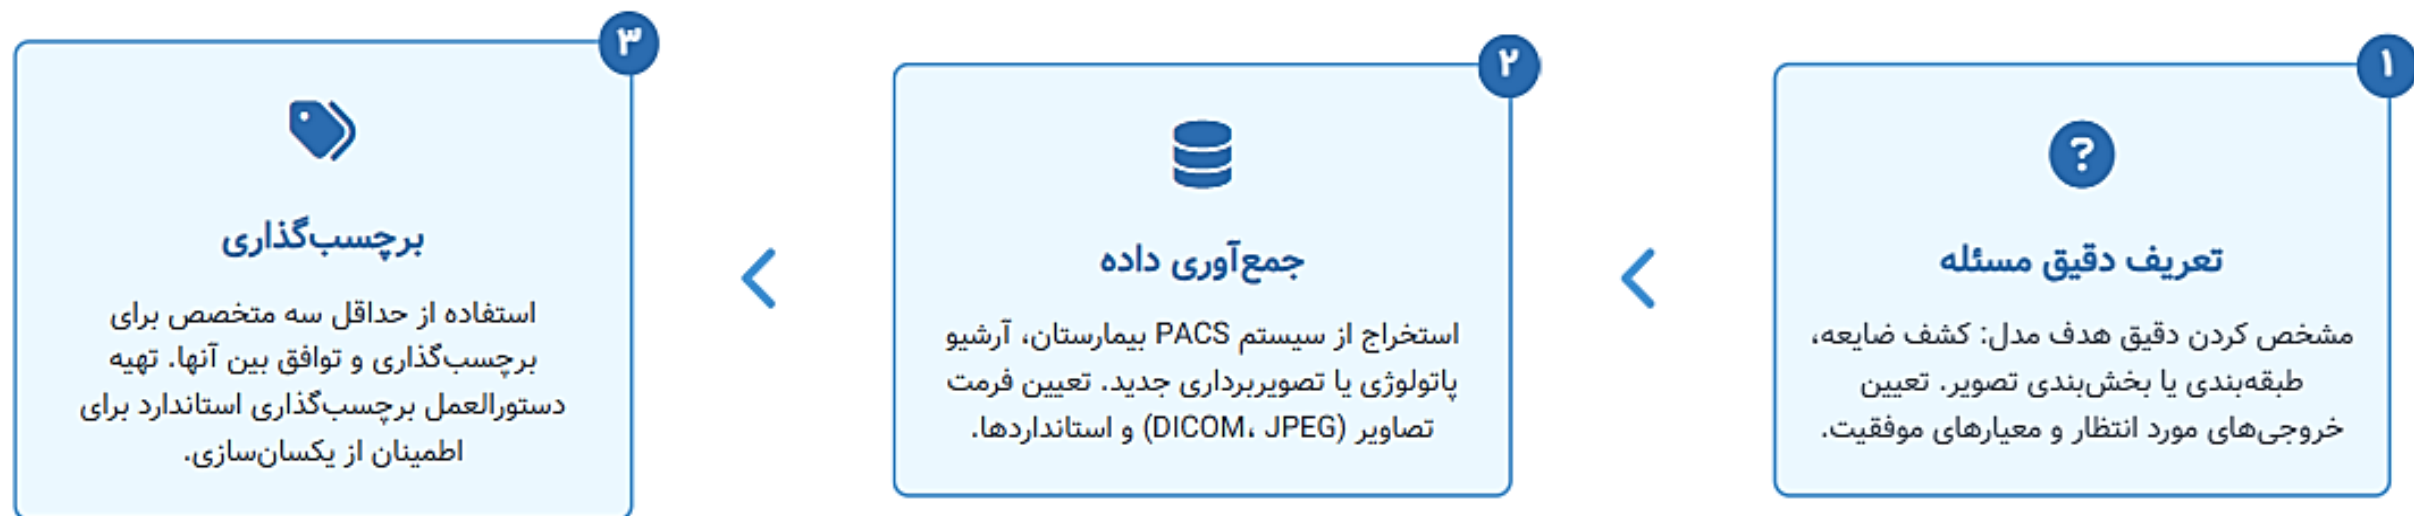 ۱
تعریف دقیق مسئله
مشخص کردن دقیق هدف مدل: کشف ضایعه،
طبقه‌بندی یا بخش‌بندی تصویر. تعیین
خروجی‌های مورد انتظار و معیارهای موفقیت.
۲
جمع‌آوری داده
استخراج از سیستم PACS بیمارستان، آرشیو
پاتولوژی یا تصویربرداری جدید. تعیین فرمت
تصاویر (DICOM، JPEG) و استانداردها.
۳
برچسب‌گذاری
استفاده از حداقل سه متخصص برای
برچسب‌گذاری و توافق بین آنها. تهیه
دستورالعمل برچسب‌گذاری استاندارد برای
اطمینان از یکسان‌سازی.